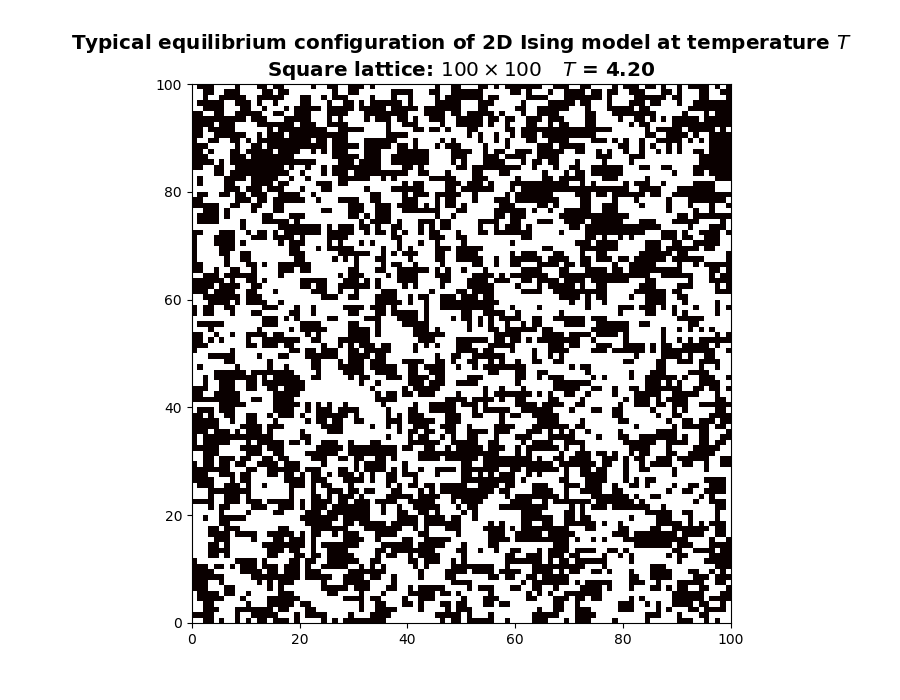 Typical equilibrium configuration of 2D Ising model at temperature T
Square lattice: 100 × 100 T = 4.20
100
80
60
40
20
0
0 20 40 60 80 100